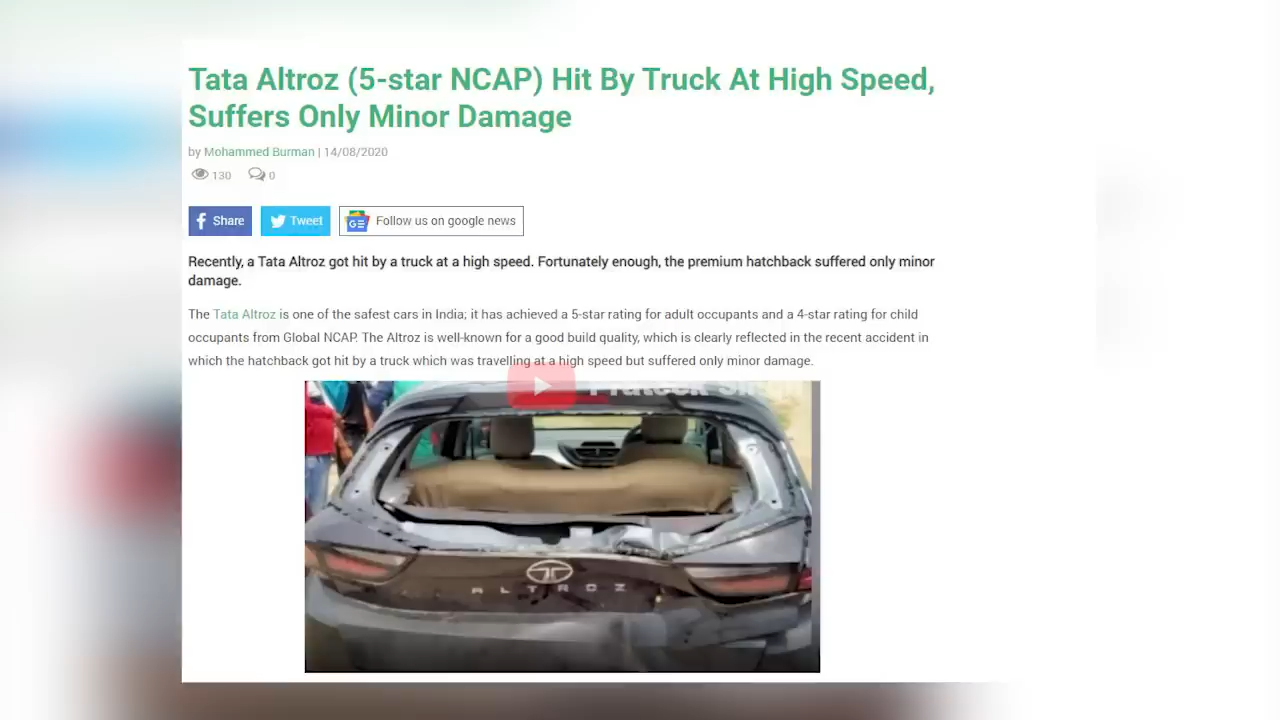 Tata Altroz (5-star NCAP) Hit By Truck At High Speed,
Suffers Only Minor Damage
by Mohammed Burman | 14/08/2020
130 0
Share Tweet Follow us on google news
Recently, a Tata Altroz got hit by a truck at a high speed. Fortunately enough, the premium hatchback suffered only minor
damage.
The Tata Altroz is one of the safest cars in India; it has achieved a 5-star rating for adult occupants and a 4-star rating for child
occupants from Global NCAP. The Altroz is well-known for a good build quality, which is clearly reflected in the recent accident in
which the hatchback got hit by a truck which was travelling at a high speed but suffered only minor damage.
Prateek
ALTROZ